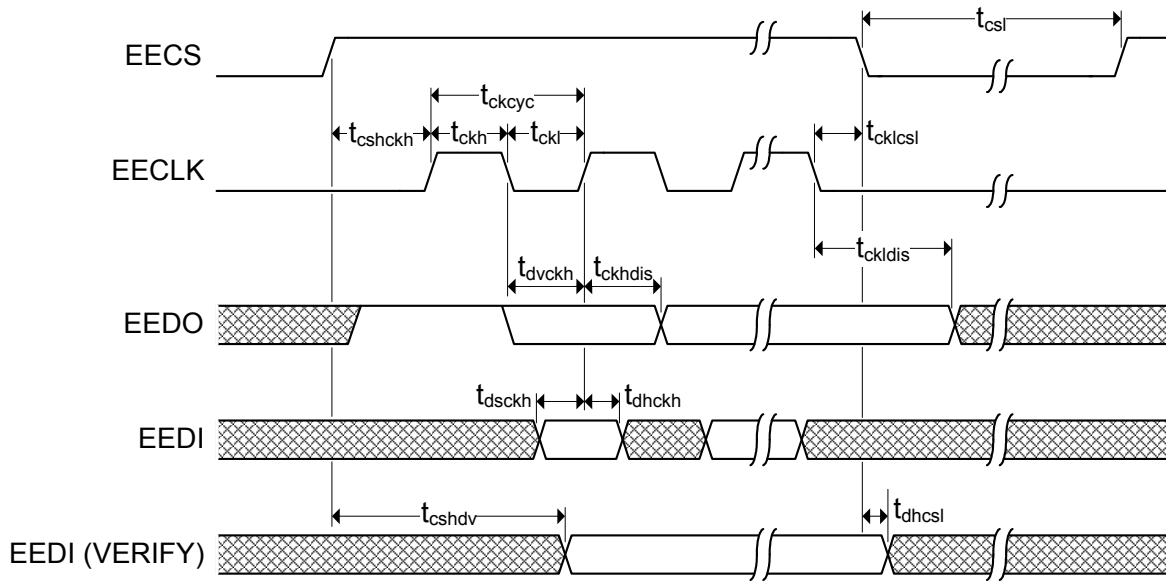 EECS
t_csl
t_ckcyc
t_cshckh t_ckh t_ckl t_cklcsl
EECLK
t_dvckh t_ckhdis t_ckldis
EEDO
t_dsckh t_dhckh
EEDI
t_cshdv t_dhcsl
EEDI (VERIFY)